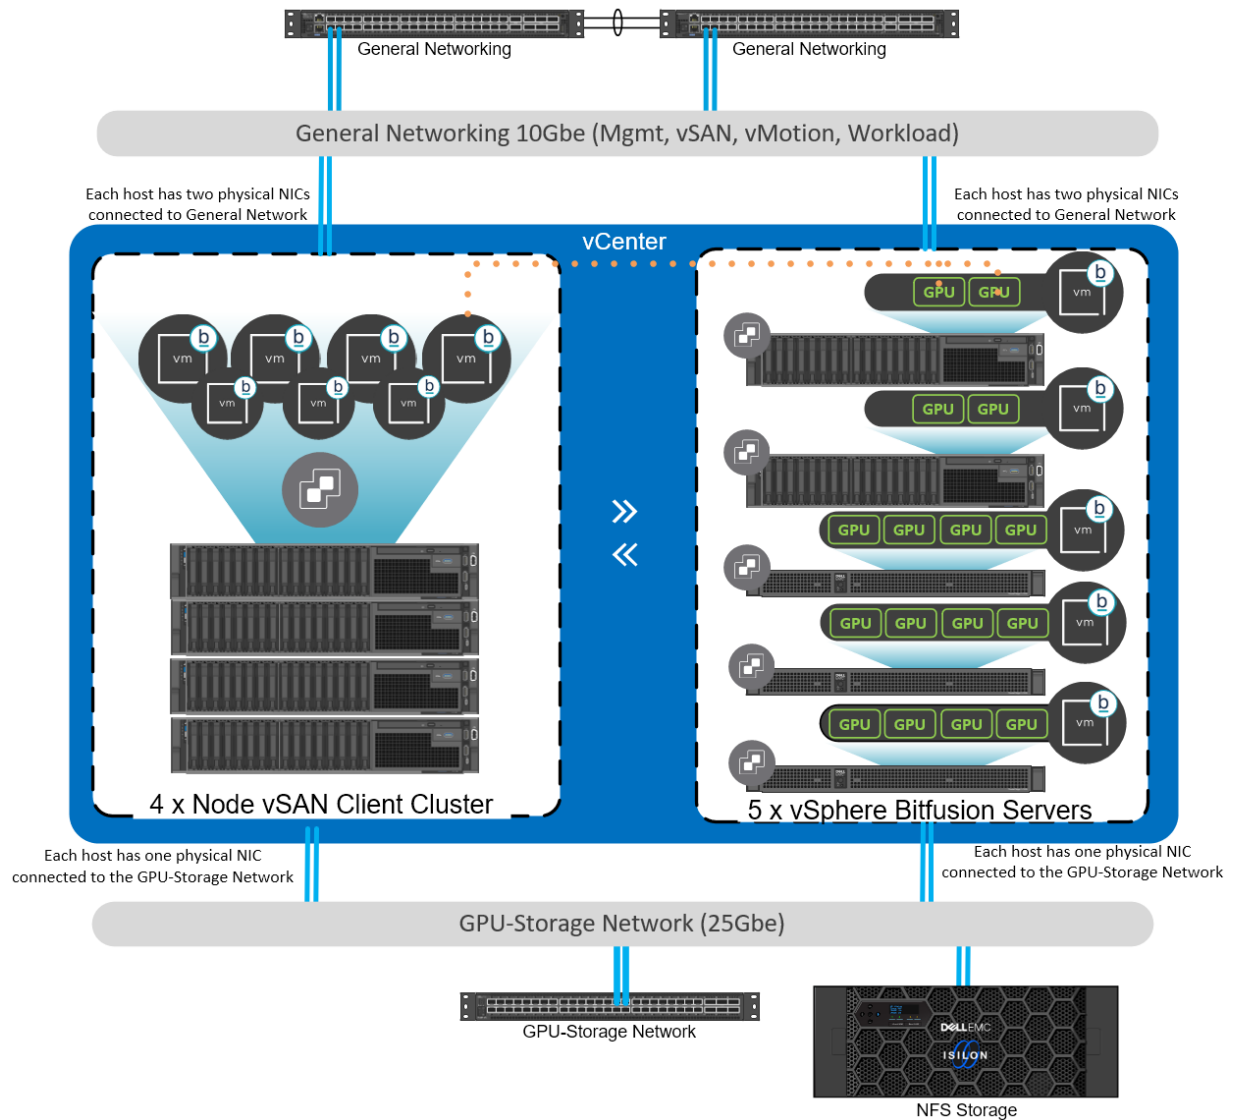 General Networking
General Networking
General Networking 10Gbe (Mgmt, vSAN, vMotion, Workload)
Each host has two physical NICs
connected to General Network
Each host has two physical NICs
connected to General Network
vCenter
GPU GPU
vm
b
vm
b
vm
b
vm
b
vm
b
vm
b
vm
b
vm
b
GPU GPU
vm
b
GPU GPU GPU GPU
vm
b
GPU GPU GPU GPU
vm
b
GPU GPU GPU GPU
vm
b
4 x Node vSAN Client Cluster
5 x vSphere Bitfusion Servers
Each host has one physical NIC
connected to the GPU-Storage Network
Each host has one physical NIC
connected to the GPU-Storage Network
GPU-Storage Network (25Gbe)
GPU-Storage Network
DELLEMC
ISILON
NFS Storage